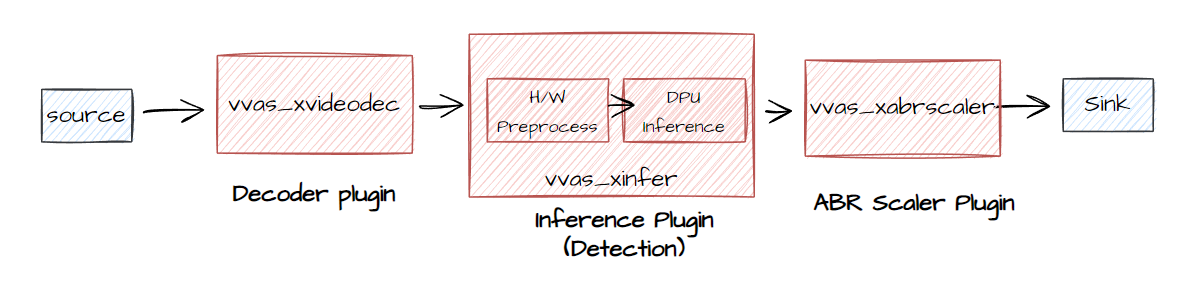 source
vvas_xvideodec
Decoder plugin
H/W
Preprocess
DPU
Inference
vvas_xinfer
Inference Plugin
(Detection)
vvas_xabrscaler
ABR Scaler Plugin
Sink